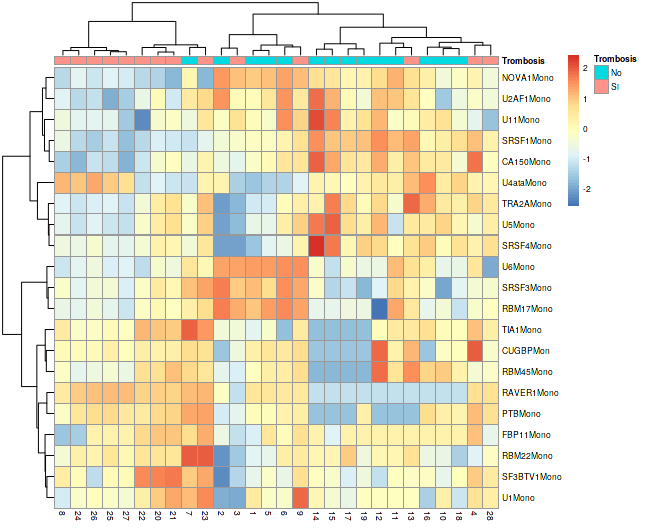 Trombosis
NOVA1Mono
U2AF1Mono
U11Mono
SRSF1Mono
CA150Mono
U4ataMono
TRA2AMono
U5Mono
SRSF4Mono
U6Mono
SRSF3Mono
RBM17Mono
TIA1Mono
CUGBPMon
RBM45Mono
RAVER1Mono
PTBMono
FBP11Mono
RBM22Mono
SF3BTV1Mono
U1Mono
8 24 26 25 27 22 20 21 7 23 2 3 1 5 6 9 14 15 17 19 12 11 13 16 10 18 4 28
2
0
-1
-2
Trombosis
No
SI